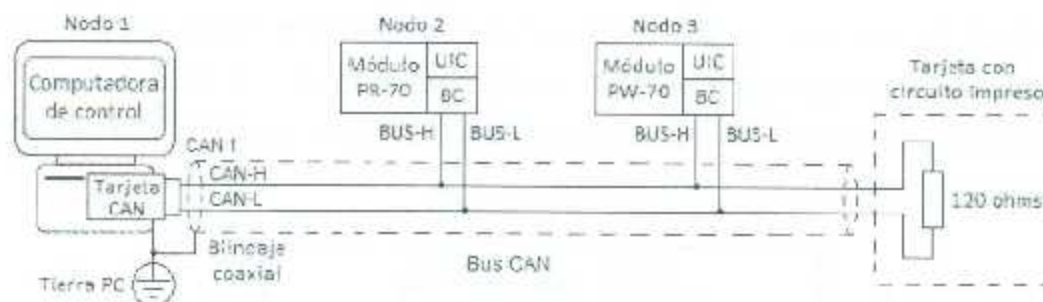 Nodo 1
Computadora
de control
Tarjeta
CAN
Tierra PC
CAN 1
CAN-H
CAN-L
Blindaje
coaxial
Nodo 2
Módulo
PR-70
UIC
BC
BUS-H
BUS-L
Nodo 3
Módulo
PW-70
UIC
BC
BUS-H
BUS-L
Bus CAN
Tarjeta con
circuito impreso
120 ohms